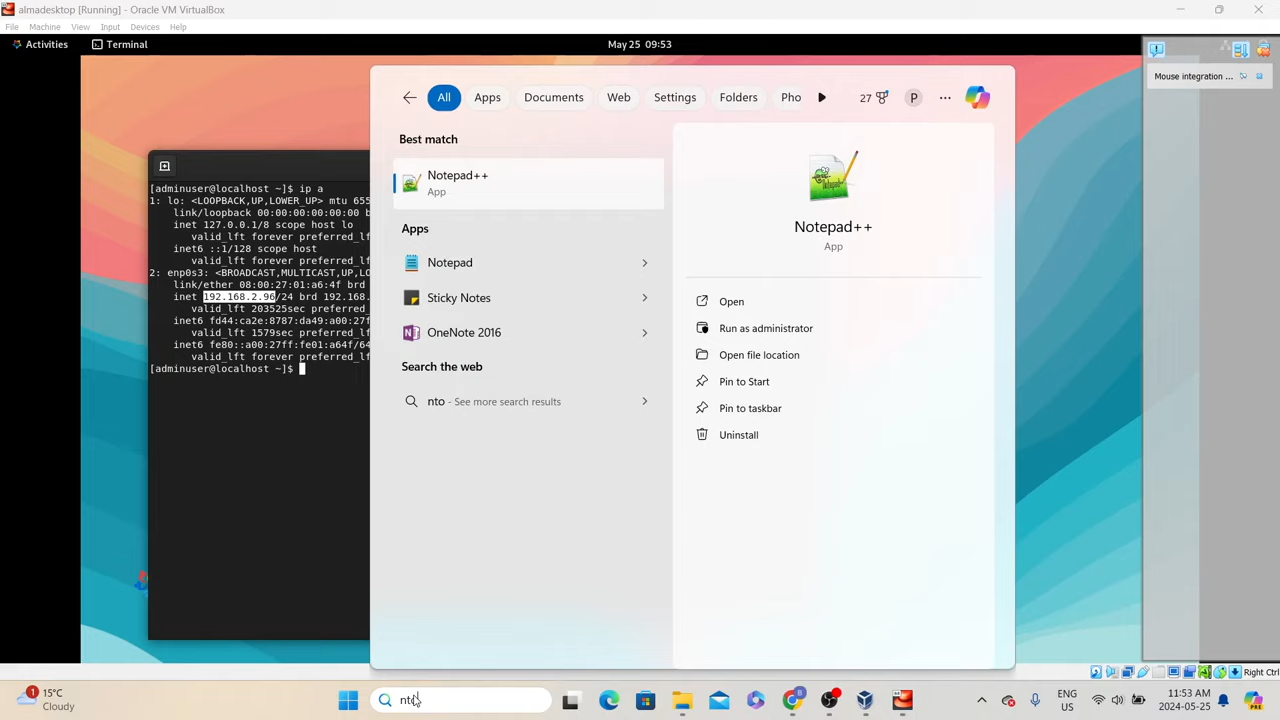 almadesktop [Running] - Oracle VM VirtualBox
File Machine View Input Devices Help
Activities Terminal May 25 09:53
Mouse integration ...
All Apps Documents Web Settings Folders Pho 27 P ...
Best match
Notepad++
App
Apps
Notepad
Sticky Notes
OneNote 2016
Search the web
nto - See more search results
Notepad++
App
Open
Run as administrator
Open file location
Pin to Start
Pin to taskbar
Uninstall
[adminuser@localhost ~]$ ip a
1: lo: <LOOPBACK,UP,LOWER_UP> mtu 655
link/loopback 00:00:00:00:00:00 b
inet 127.0.0.1/8 scope host lo
valid_lft forever preferred_lf
inet6 ::1/128 scope host
valid_lft forever preferred_lf
2: enp0s3: <BROADCAST,MULTICAST,UP,LO
link/ether 08:00:27:01:a6:4f brd
inet 192.168.2.96/24 brd 192.168.
valid_lft 203525sec preferred_lf
inet6 fd44:ca2e:8787:da49:a00:27f
valid_lft 1579sec preferred_lf
inet6 fe80::a00:27ff:fe01:a64f/64
valid_lft forever preferred_lf
[adminuser@localhost ~]$
Right Ctrl
1 15°C
Cloudy
nto
ENG
CA
11:53 AM
2024-05-25